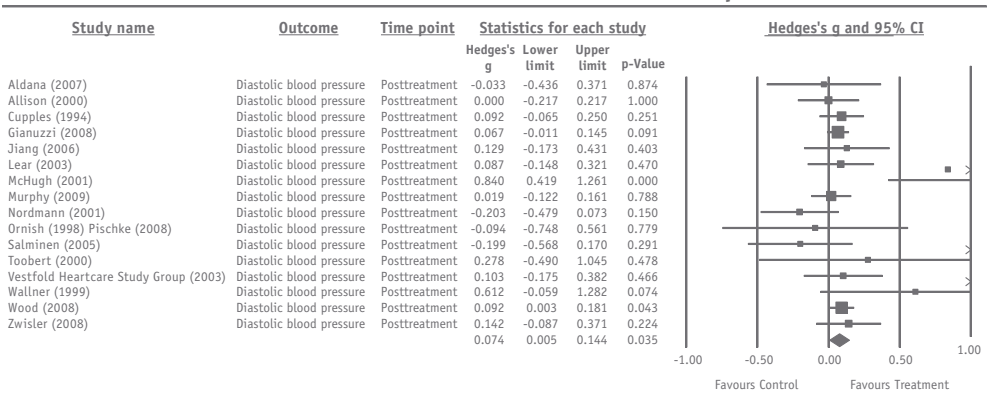 Study name Outcome Time point Statistics for each study Hedges's g and 95% CI
Hedges's Lower Upper
g limit limit p-Value
Aldana (2007) Diastolic blood pressure Posttreatment -0.033 -0.436 0.371 0.874
Allison (2000) Diastolic blood pressure Posttreatment 0.000 -0.217 0.217 1.000
Cupples (1994) Diastolic blood pressure Posttreatment 0.092 -0.065 0.250 0.251
Gianuzzi (2008) Diastolic blood pressure Posttreatment 0.067 -0.011 0.145 0.091
Jiang (2006) Diastolic blood pressure Posttreatment 0.129 -0.173 0.431 0.403
Lear (2003) Diastolic blood pressure Posttreatment 0.087 -0.148 0.321 0.470
McHugh (2001) Diastolic blood pressure Posttreatment 0.840 0.419 1.261 0.000
Murphy (2009) Diastolic blood pressure Posttreatment 0.019 -0.122 0.161 0.788
Nordmann (2001) Diastolic blood pressure Posttreatment -0.203 -0.479 0.073 0.150
Ornish (1998) Pischke (2008) Diastolic blood pressure Posttreatment -0.094 -0.748 0.561 0.779
Salminen (2005) Diastolic blood pressure Posttreatment -0.199 -0.568 0.170 0.291
Toobert (2000) Diastolic blood pressure Posttreatment 0.278 -0.490 1.045 0.478
Vestfold Heartcare Study Group (2003) Diastolic blood pressure Posttreatment 0.103 -0.175 0.382 0.466
Wallner (1999) Diastolic blood pressure Posttreatment 0.612 -0.059 1.282 0.074
Wood (2008) Diastolic blood pressure Posttreatment 0.092 0.003 0.181 0.043
Zwisler (2008) Diastolic blood pressure Posttreatment 0.142 -0.087 0.371 0.224
0.074 0.005 0.144 0.035
-1.00 -0.50 0.00 0.50 1.00
Favours Control Favours Treatment